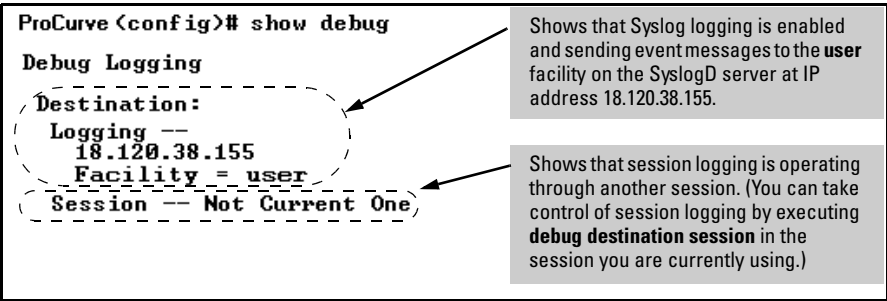 ProCurve <config># show debug
Debug Logging
Destination:
Logging --
18.120.38.155
Facility = user
Session -- Not Current One
Shows that Syslog logging is enabled
and sending event messages to the user
facility on the SyslogD server at IP
address 18.120.38.155.
Shows that session logging is operating
through another session. (You can take
control of session logging by executing
debug destination session in the
session you are currently using.)